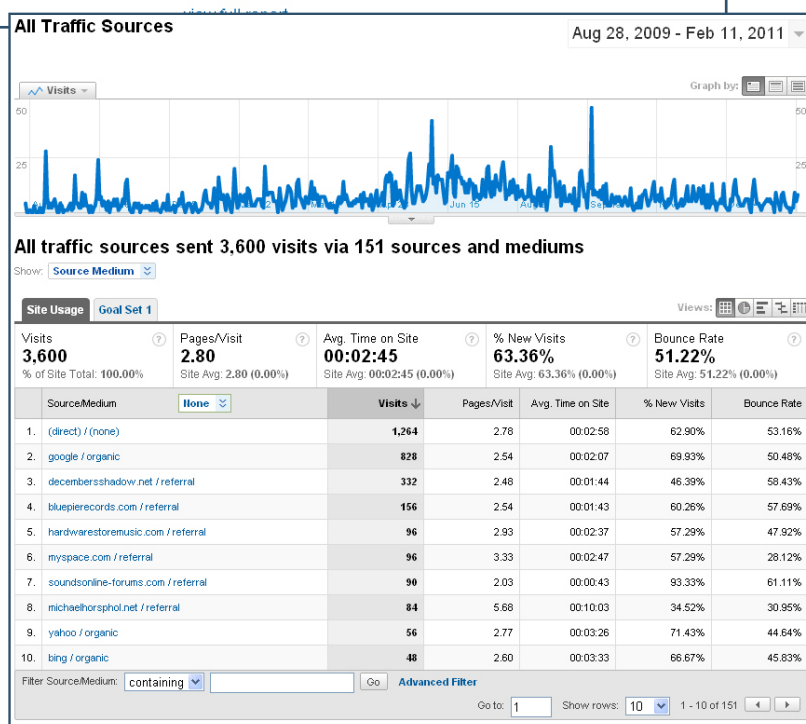 view full report
All Traffic Sources
Aug 28, 2009 - Feb 11, 2011
Visits
Graph by:
50 50
25 25
Jun 15
All traffic sources sent 3,600 visits via 151 sources and mediums
Show: Source Medium
Site Usage Goal Set 1 Views:
Visits ? Pages/Visit ? Avg. Time on Site ? % New Visits ? Bounce Rate ?
3,600 2.80 00:02:45 63.36% 51.22%
% of Site Total: 100.00% Site Avg: 2.80 (0.00%) Site Avg: 00:02:45 (0.00%) Site Avg: 63.36% (0.00%) Site Avg: 51.22% (0.00%)
Source/Medium None Visits Pages/Visit Avg. Time on Site % New Visits Bounce Rate
1. (direct) / (none) 1,264 2.78 00:02:58 62.90% 53.16%
2. google / organic 828 2.54 00:02:07 69.93% 50.48%
3. decembersshadow.net / referral 332 2.48 00:01:44 46.39% 58.43%
4. bluepierecords.com / referral 156 2.54 00:01:43 60.26% 57.69%
5. hardwarestoremusic.com / referral 96 2.93 00:02:37 57.29% 47.92%
6. myspace.com / referral 96 3.33 00:02:47 57.29% 28.12%
7. soundsonline-forums.com / referral 90 2.03 00:00:43 93.33% 61.11%
8. michaelhorsphol.net / referral 84 5.68 00:10:03 34.52% 30.95%
9. yahoo / organic 56 2.77 00:03:26 71.43% 44.64%
10. bing / organic 48 2.60 00:03:33 66.67% 45.83%
Filter Source/Medium: containing Go Advanced Filter
Go to: 1 Show rows: 10 1 - 10 of 151